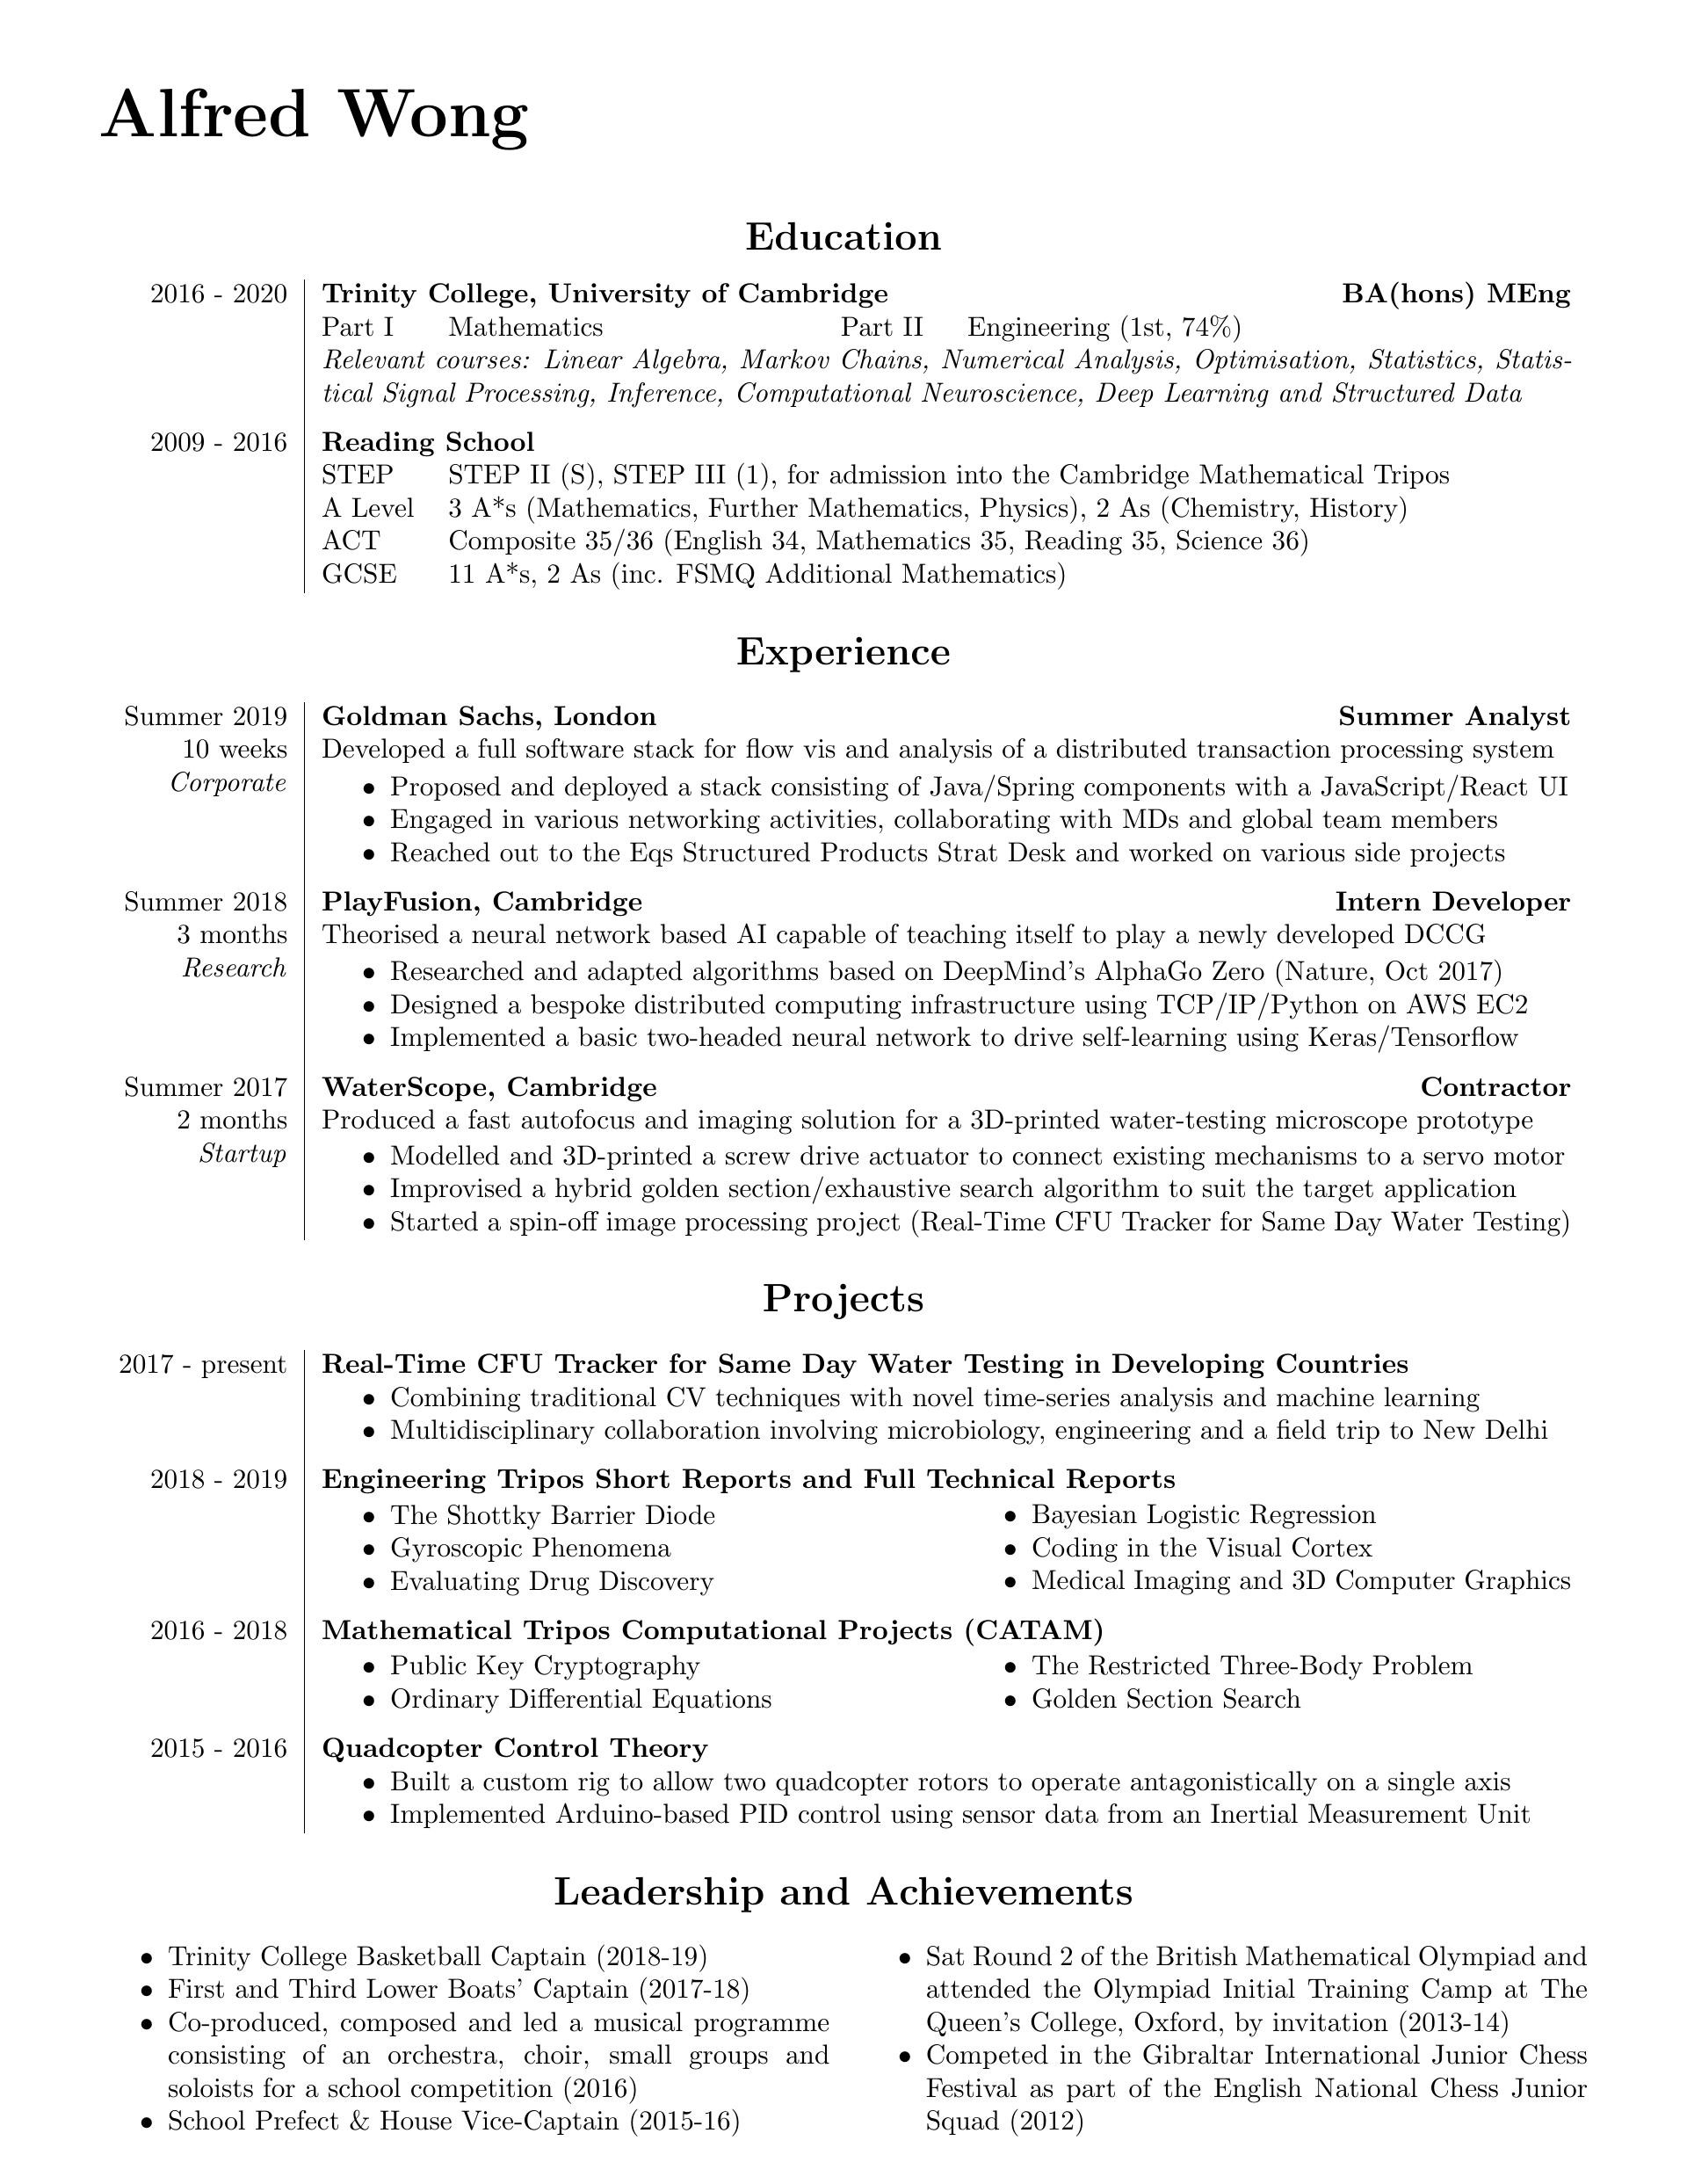 Alfred Wong
Education
2016 - 2020 Trinity College, University of Cambridge BA(hons) MEng
Part I Mathematics Part II Engineering (1st, 74%)
Relevant courses: Linear Algebra, Markov Chains, Numerical Analysis, Optimisation, Statistics, Statis-
tical Signal Processing, Inference, Computational Neuroscience, Deep Learning and Structured Data
2009 - 2016 Reading School
STEP STEP II (S), STEP III (1), for admission into the Cambridge Mathematical Tripos
A Level 3 A*s (Mathematics, Further Mathematics, Physics), 2 As (Chemistry, History)
ACT Composite 35/36 (English 34, Mathematics 35, Reading 35, Science 36)
GCSE 11 A*s, 2 As (inc. FSMQ Additional Mathematics)
Experience
Summer 2019 Goldman Sachs, London Summer Analyst
10 weeks Developed a full software stack for flow vis and analysis of a distributed transaction processing system
Corporate • Proposed and deployed a stack consisting of Java/Spring components with a JavaScript/React UI
• Engaged in various networking activities, collaborating with MDs and global team members
• Reached out to the Eqs Structured Products Strat Desk and worked on various side projects
Summer 2018 PlayFusion, Cambridge Intern Developer
3 months Theorised a neural network based AI capable of teaching itself to play a newly developed DCCG
Research • Researched and adapted algorithms based on DeepMind's AlphaGo Zero (Nature, Oct 2017)
• Designed a bespoke distributed computing infrastructure using TCP/IP/Python on AWS EC2
• Implemented a basic two-headed neural network to drive self-learning using Keras/Tensorflow
Summer 2017 WaterScope, Cambridge Contractor
2 months Produced a fast autofocus and imaging solution for a 3D-printed water-testing microscope prototype
Startup • Modelled and 3D-printed a screw drive actuator to connect existing mechanisms to a servo motor
• Improvised a hybrid golden section/exhaustive search algorithm to suit the target application
• Started a spin-off image processing project (Real-Time CFU Tracker for Same Day Water Testing)
Projects
2017 - present Real-Time CFU Tracker for Same Day Water Testing in Developing Countries
• Combining traditional CV techniques with novel time-series analysis and machine learning
• Multidisciplinary collaboration involving microbiology, engineering and a field trip to New Delhi
2018 - 2019 Engineering Tripos Short Reports and Full Technical Reports
• The Shottky Barrier Diode • Bayesian Logistic Regression
• Gyroscopic Phenomena • Coding in the Visual Cortex
• Evaluating Drug Discovery • Medical Imaging and 3D Computer Graphics
2016 - 2018 Mathematical Tripos Computational Projects (CATAM)
• Public Key Cryptography • The Restricted Three-Body Problem
• Ordinary Differential Equations • Golden Section Search
2015 - 2016 Quadcopter Control Theory
• Built a custom rig to allow two quadcopter rotors to operate antagonistically on a single axis
• Implemented Arduino-based PID control using sensor data from an Inertial Measurement Unit
Leadership and Achievements
• Trinity College Basketball Captain (2018-19)
• First and Third Lower Boats' Captain (2017-18)
• Co-produced, composed and led a musical programme
consisting of an orchestra, choir, small groups and
soloists for a school competition (2016)
• School Prefect & House Vice-Captain (2015-16)
• Sat Round 2 of the British Mathematical Olympiad and
attended the Olympiad Initial Training Camp at The
Queen's College, Oxford, by invitation (2013-14)
• Competed in the Gibraltar International Junior Chess
Festival as part of the English National Chess Junior
Squad (2012)